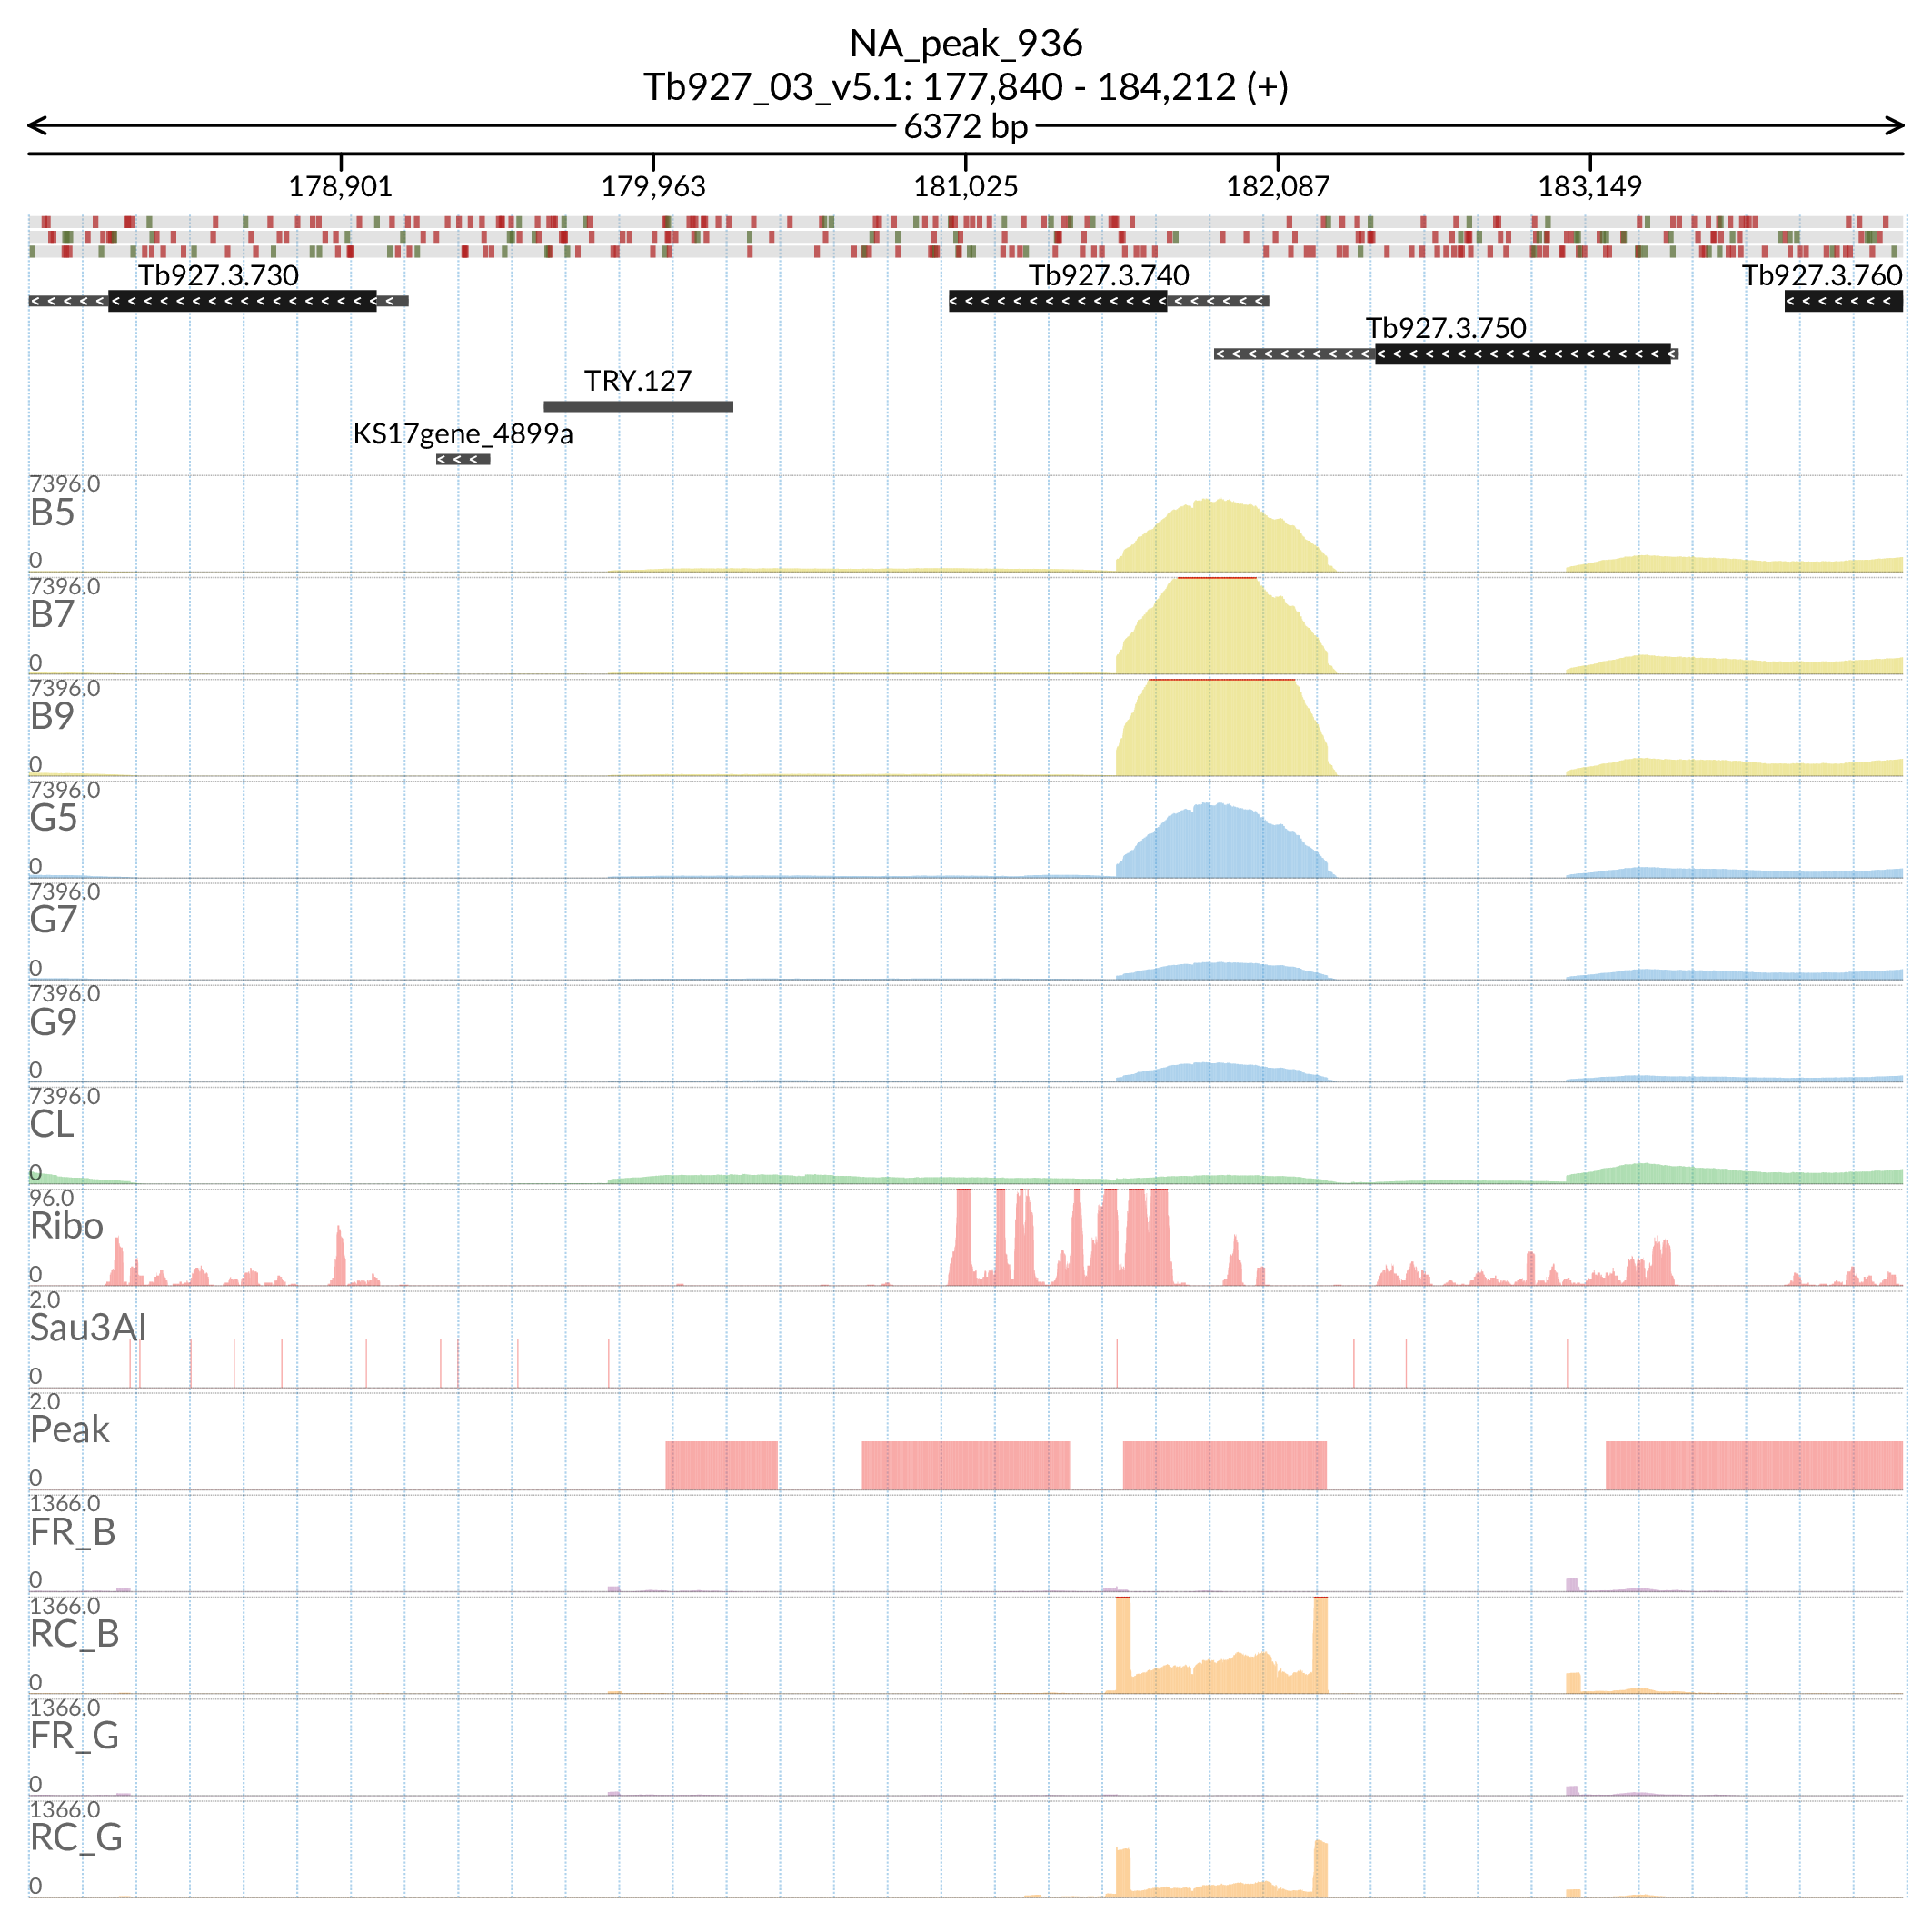 NA_peak_936
Tb927_03_v5.1: 177,840 - 184,212 (+)
6372 bp
178,901 179,963 181,025 182,087 183,149
Tb927.3.730 Tb927.3.740 Tb927.3.760
Tb927.3.750
TRY.127
KS17gene_4899a
7396.0
B5
0
7396.0
B7
0
7396.0
B9
0
7396.0
G5
0
7396.0
G7
0
7396.0
G9
0
7396.0
CL
0
96.0
Ribo
0
2.0
Sau3AI
0
2.0
Peak
0
1366.0
FR_B
0
1366.0
RC_B
0
1366.0
FR_G
0
1366.0
RC_G
0